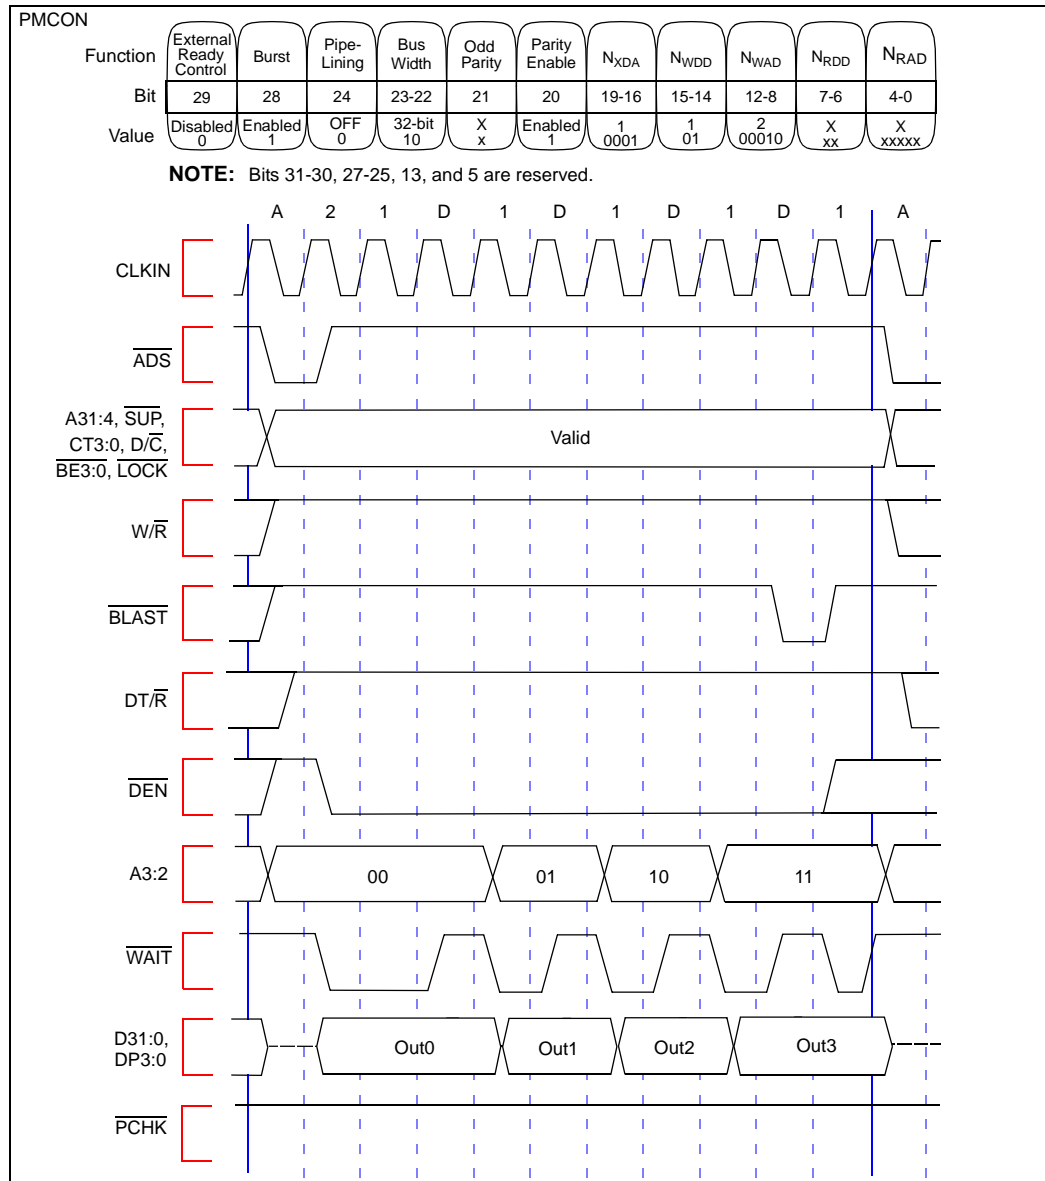 PMCON
Function External Ready Control Burst Pipe-Lining Bus Width Odd Parity Parity Enable NXDA NWDD NWAD NRDD NRAD
Bit 29 28 24 23-22 21 20 19-16 15-14 12-8 7-6 4-0
Value Disabled 0 Enabled 1 OFF 0 32-bit 10 X x Enabled 1 1 0001 1 01 2 00010 X xx X xxxxx
NOTE: Bits 31-30, 27-25, 13, and 5 are reserved.
A 2 1 D 1 D 1 D 1 D 1 A
CLKIN
ADS
A31:4, SUP,
CT3:0, D/C,
BE3:0, LOCK
Valid
W/R
BLAST
DT/R
DEN
A3:2 00 01 10 11
WAIT
D31:0,
DP3:0
Out0 Out1 Out2 Out3
PCHK